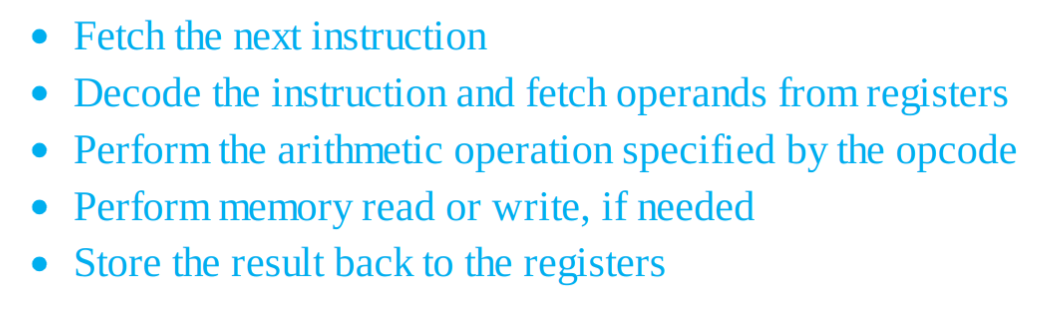 • Fetch the next instruction
• Decode the instruction and fetch operands from registers
• Perform the arithmetic operation specified by the opcode
• Perform memory read or write, if needed
• Store the result back to the registers